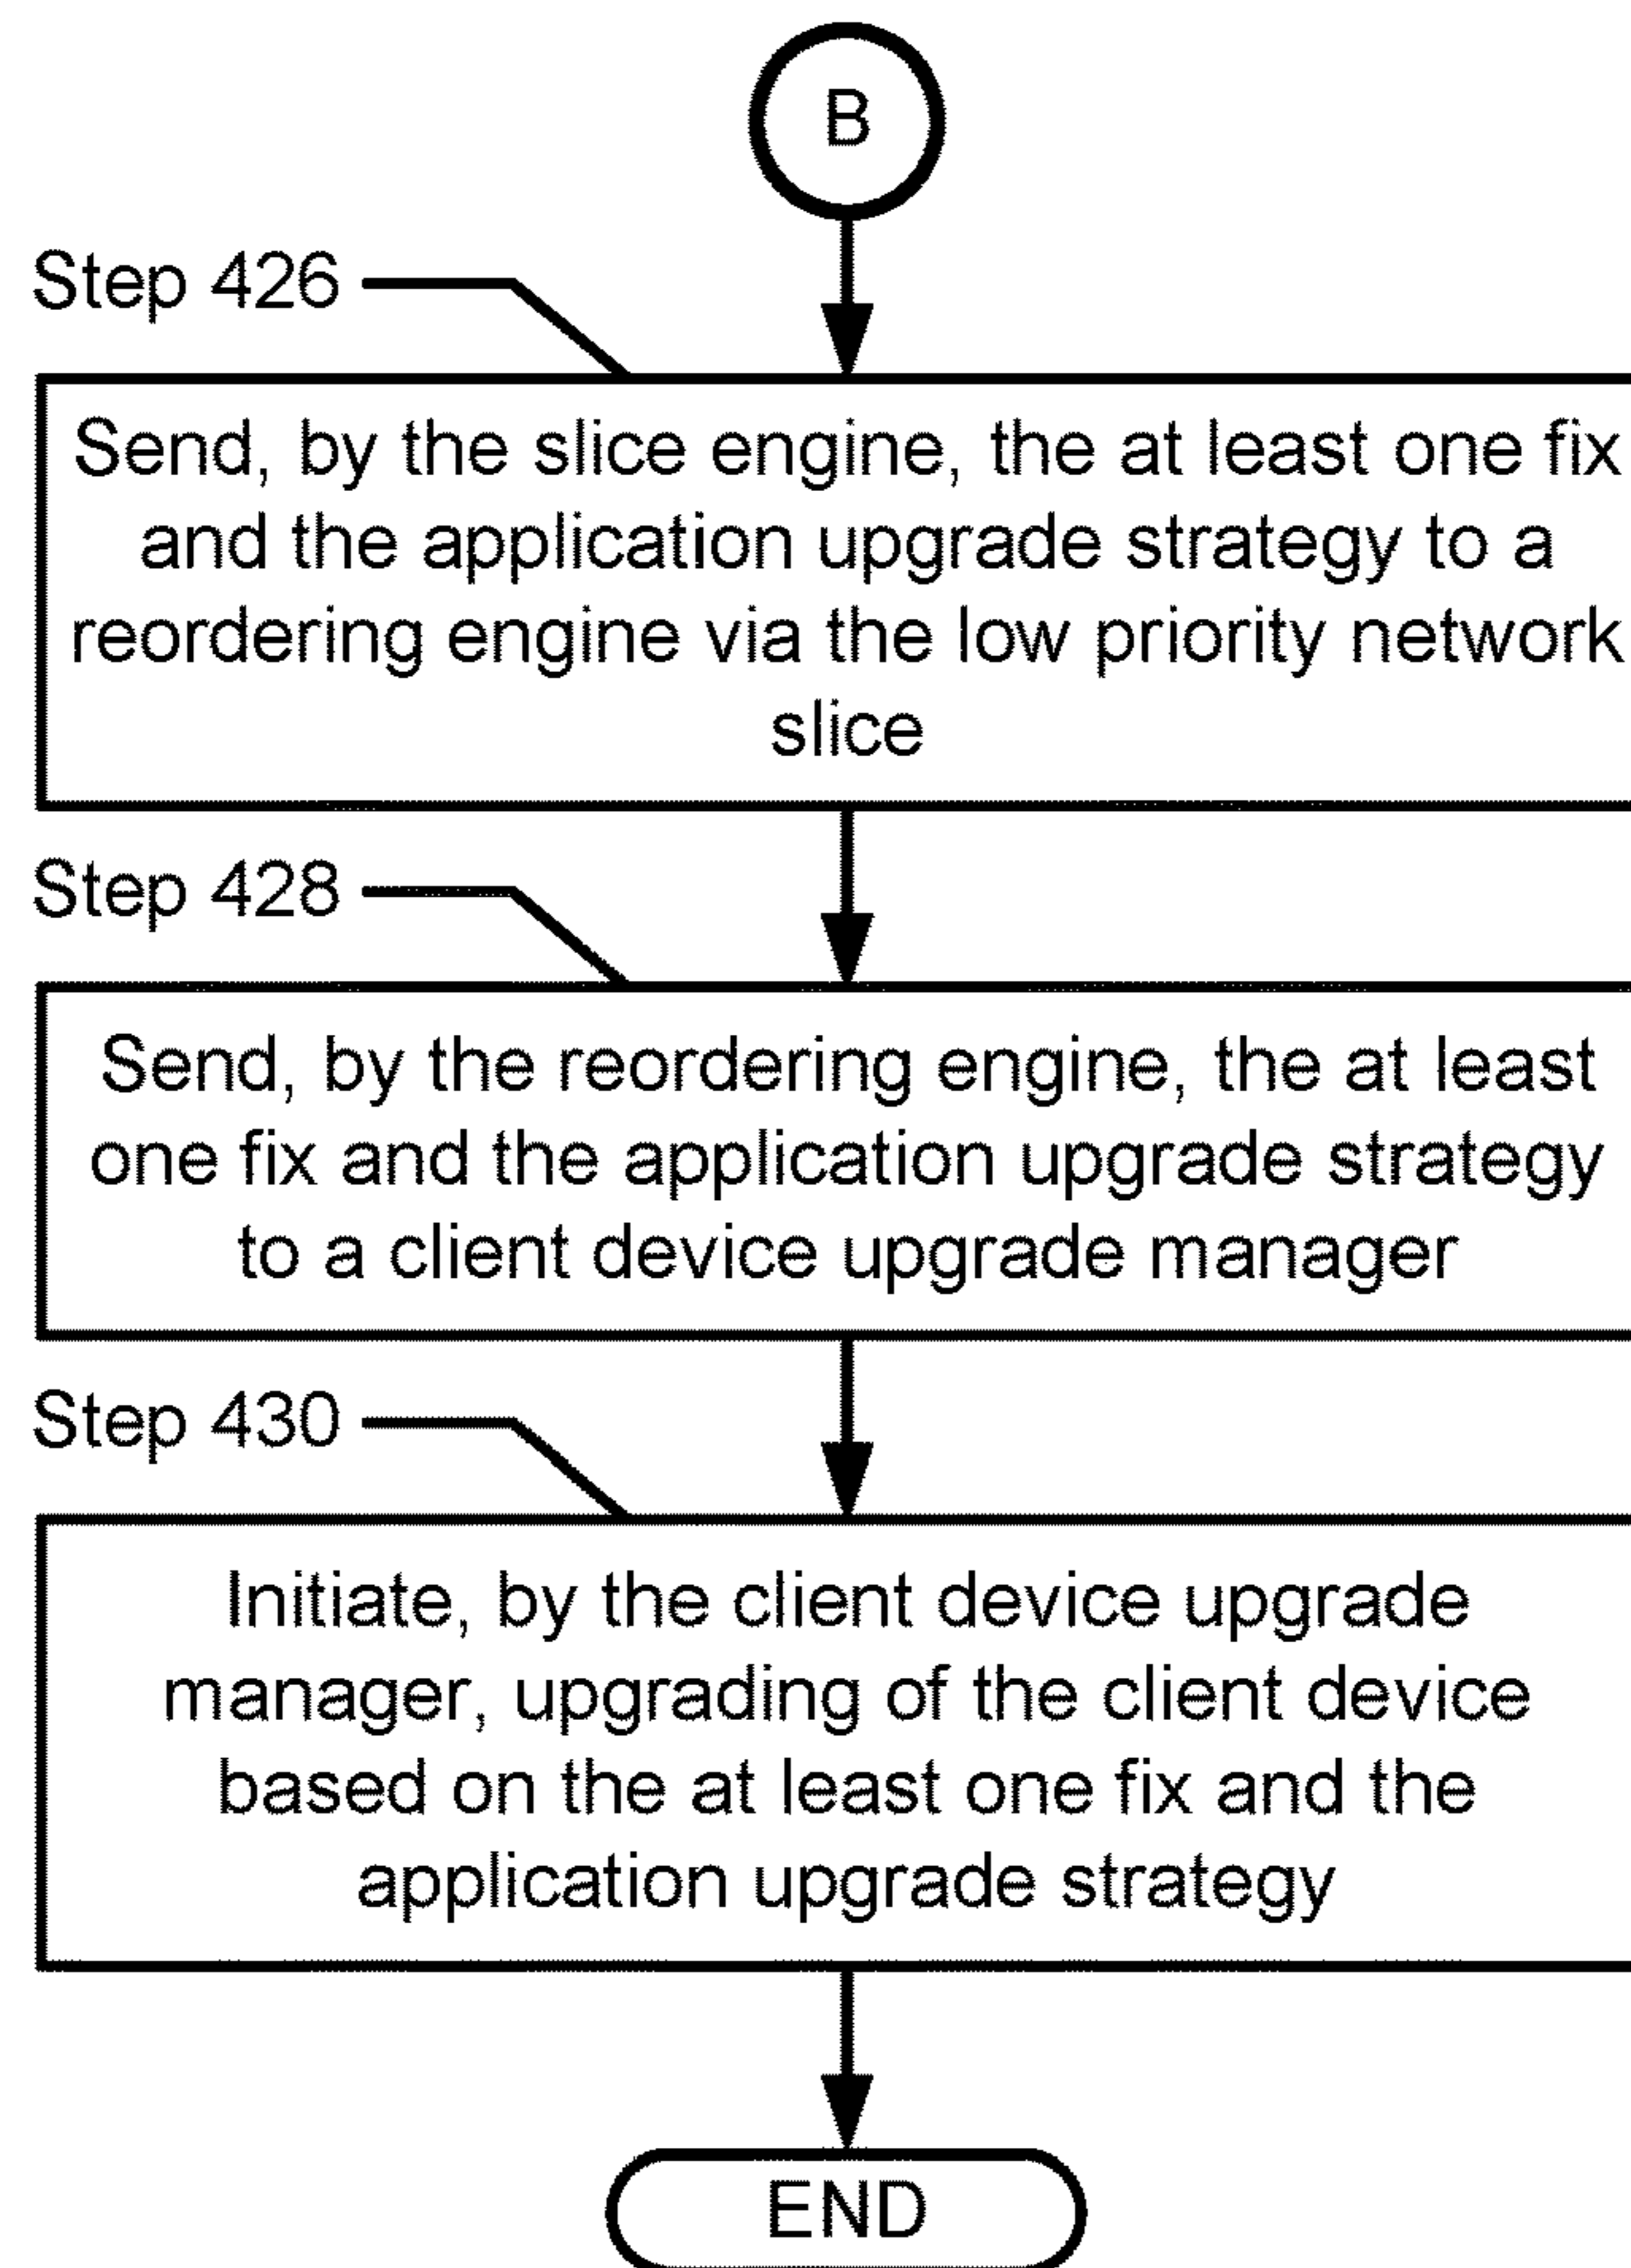 B
Step 426
Send, by the slice engine, the at least one fix
and the application upgrade strategy to a
reordering engine via the low priority network
slice
Step 428
Send, by the reordering engine, the at least
one fix and the application upgrade strategy
to a client device upgrade manager
Step 430
Initiate, by the client device upgrade
manager, upgrading of the client device
based on the at least one fix and the
application upgrade strategy
END